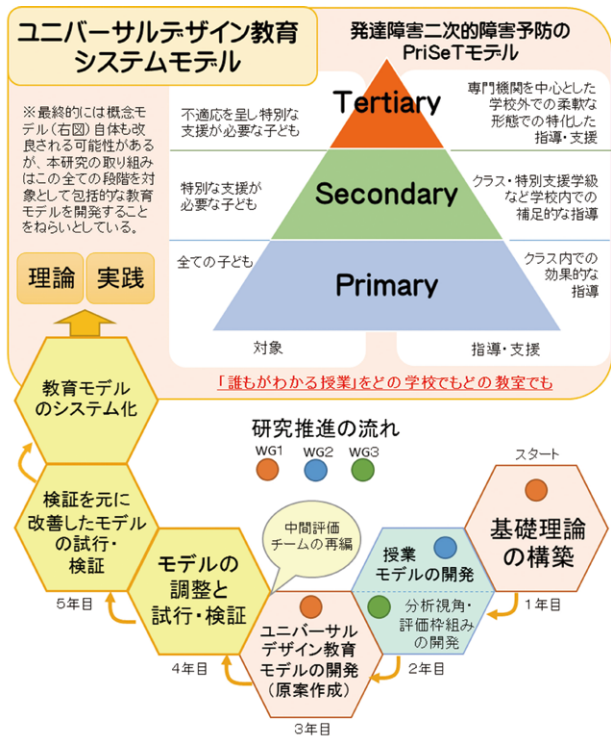 ユニバーサルデザイン教育
システムモデル
発達障害二次的障害予防の
PriSeTモデル
※最終的には概念モ
デル(右図)自体も改
良される可能性がある
が、本研究の取り組み
はこの全ての段階を対
象として包括的な教育
モデルを開発すること
をねらいとしている。
不適応を呈し特別な
支援が必要な子ども
Tertiary
専門機関を中心とした
学校外での柔軟な
形態での特化した
指導・支援
特別な支援が
必要な子ども
Secondary
クラス・特別支援学級
など学校内での
補足的な指導
全ての子ども
Primary
クラス内での
効果的な
指導
対象
指導・支援
理論
実践
「誰もがわかる授業」をどの学校でもどの教室でも
教育モデル
のシステム化
研究推進の流れ
WG1
WG2
WG3
スタート
基礎理論
の構築
1年目
授業
モデルの開発
分析視角・
評価枠組み
の開発
2年目
中間評価
チームの再編
ユニバーサル
デザイン教育
モデルの開発
(原案作成)
3年目
モデルの
調整と
試行・検証
4年目
検証を元に
改善したモデル
の試行・
検証
5年目